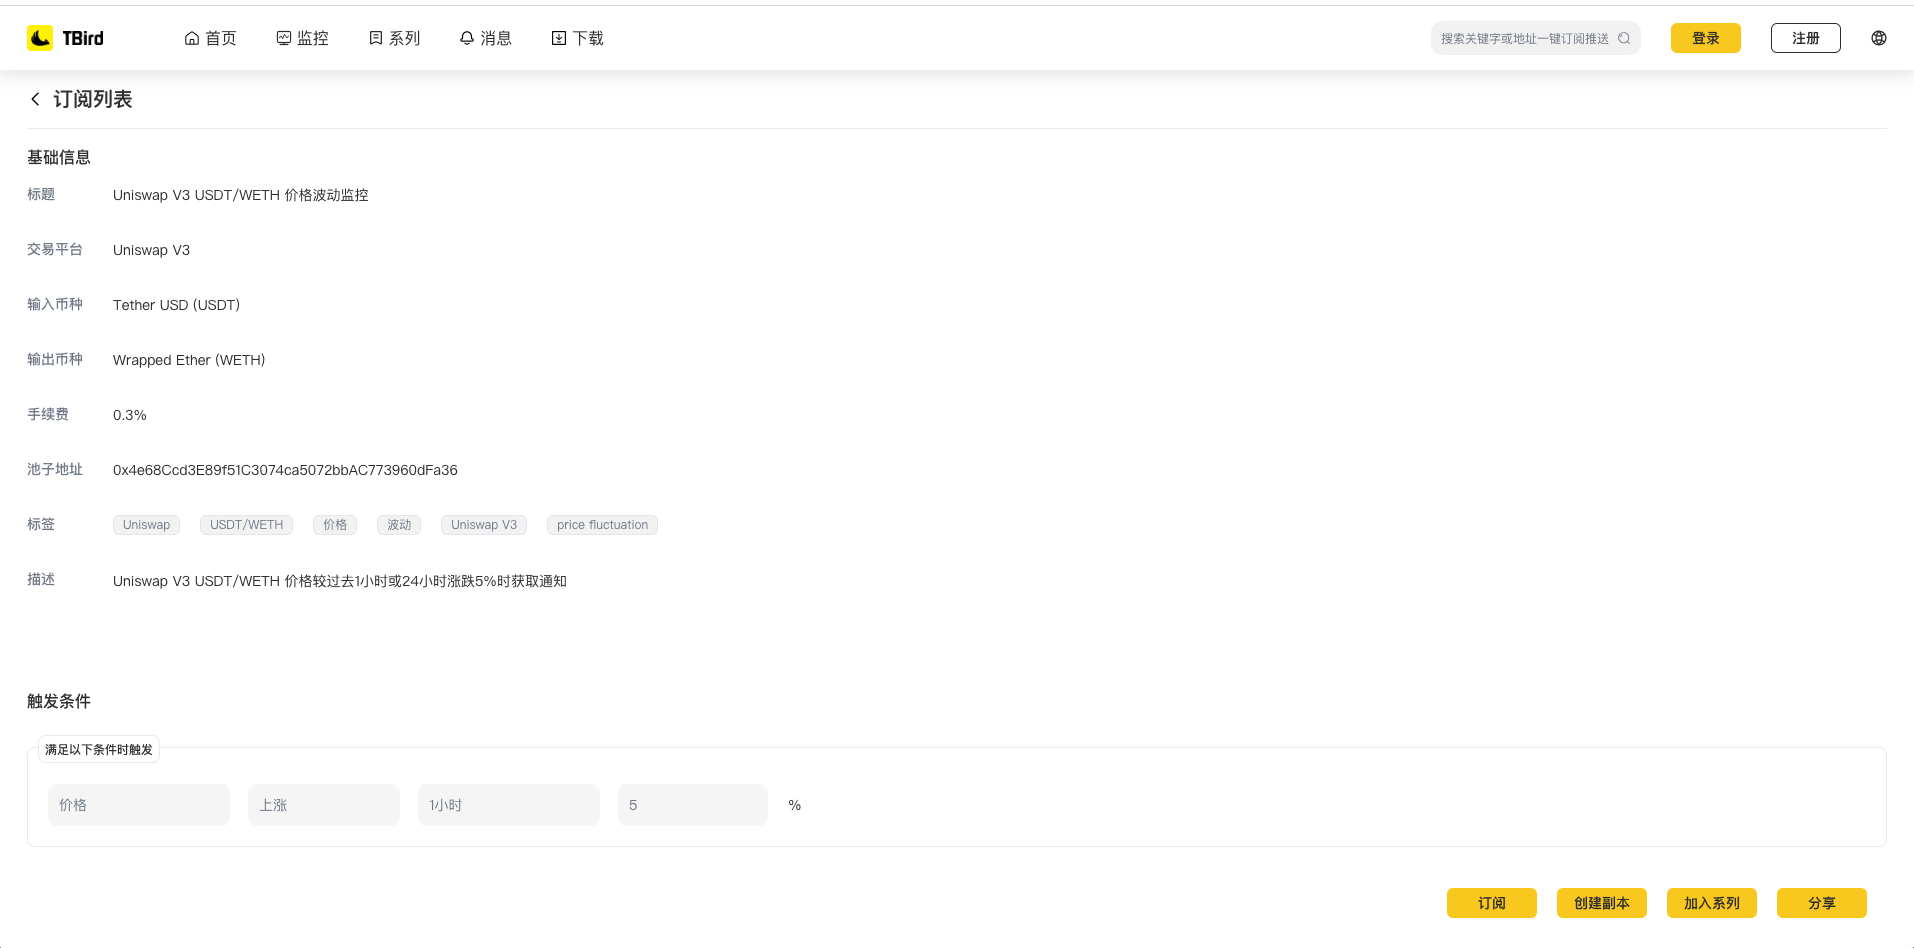 TBird
首页
监控
系列
消息
下载
搜索关键字或地址一键订阅推送
登录
注册
订阅列表
基础信息
标题
Uniswap V3 USDT/WETH 价格波动监控
交易平台
Uniswap V3
输入币种
Tether USD (USDT)
输出币种
Wrapped Ether (WETH)
手续费
0.3%
池子地址
0x4e68Ccd3E89f51C3074ca5072bbAC773960dFa36
标签
Uniswap
USDT/WETH
价格
波动
Uniswap V3
price fluctuation
描述
Uniswap V3 USDT/WETH 价格较过去1小时或24小时涨跌5%时获取通知
触发条件
满足以下条件时触发
价格
上涨
1小时
5
%
订阅
创建副本
加入系列
分享